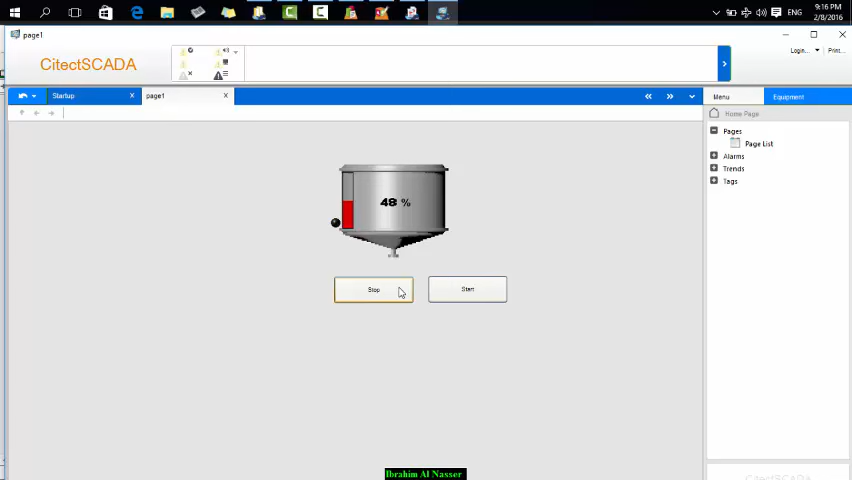 9:16 PM
ENG
2/8/2016
page1
CitectSCADA
Login...
Print...
Startup
page1
Menu
Equipment
Home Page
Pages
Page List
Alarms
Trends
Tags
48 %
Stop
Start
Ibrahim Al Nasser
CitectSCADA